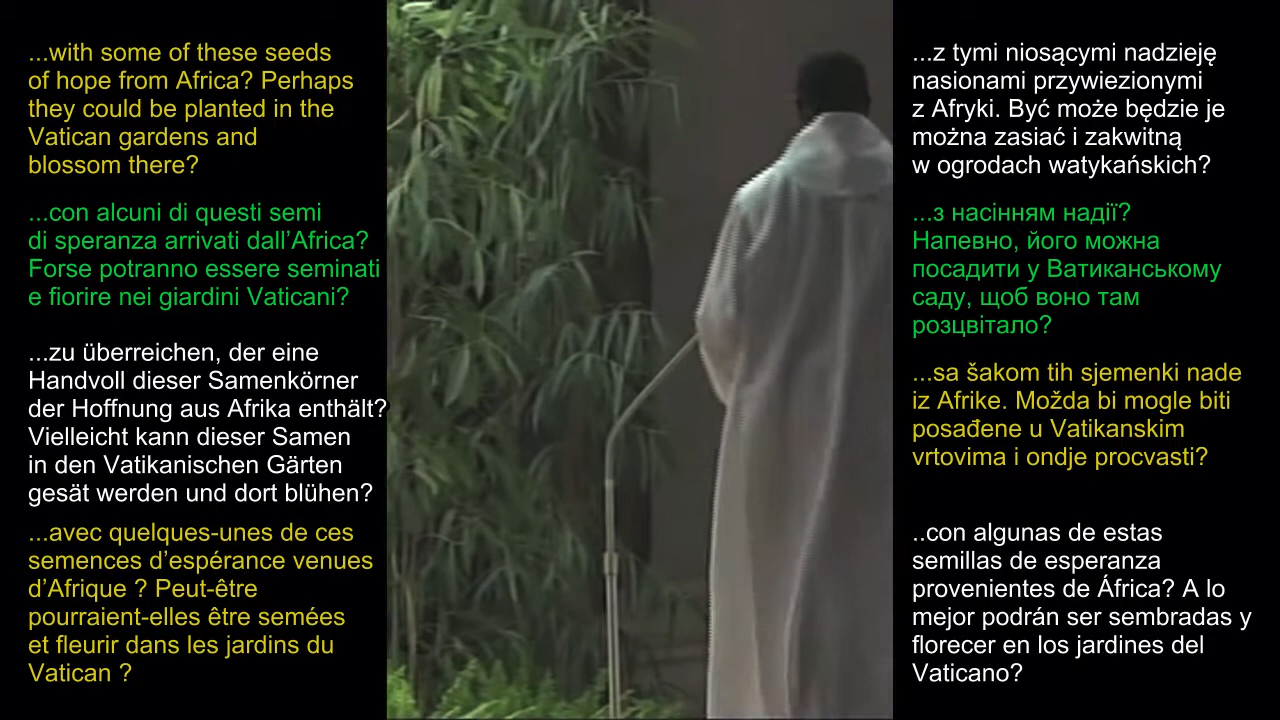 ...with some of these seeds
of hope from Africa? Perhaps
they could be planted in the
Vatican gardens and
blossom there?
...con alcuni di questi semi
di speranza arrivati dall’Africa?
Forse potranno essere seminati
e fiorire nei giardini Vaticani?
...zu überreichen, der eine
Handvoll dieser Samenkörner
der Hoffnung aus Afrika enthält?
Vielleicht kann dieser Samen
in den Vatikanischen Gärten
gesät werden und dort blühen?
...avec quelques-unes de ces
semences d’espérance venues
d’Afrique ? Peut-être
pourraient-elles être semées
et fleurir dans les jardins du
Vatican ?
...z tymi niosącymi nadzieję
nasionami przywiezionymi
z Afryki. Być może będzie je
można zasiać i zakwitną
w ogrodach watykańskich?
...з насінням надії?
Напевно, його можна
посадити у Ватиканському
саду, щоб воно там
розцвітало?
...sa šakom tih sjemenki nade
iz Afrike. Možda bi mogle biti
posađene u Vatikanskim
vrtovima i ondje procvasti?
..con algunas de estas
semillas de esperanza
provenientes de África? A lo
mejor podrán ser sembradas y
florecer en los jardines del
Vaticano?